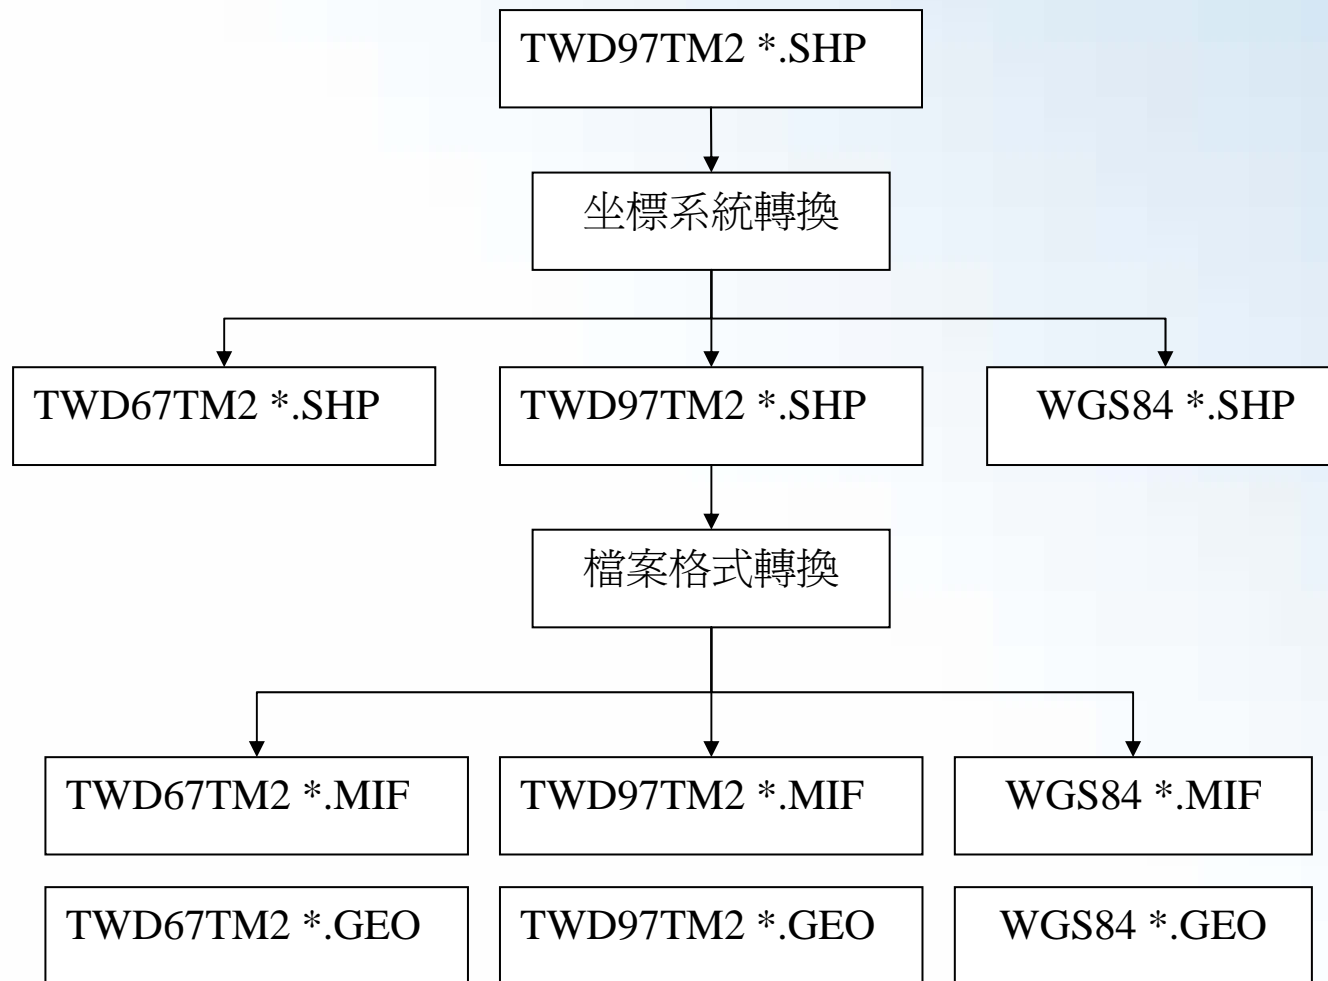 TWD97TM2 *.SHP
坐標系統轉換
TWD67TM2 *.SHP
TWD97TM2 *.SHP
WGS84 *.SHP
檔案格式轉換
TWD67TM2 *.MIF
TWD97TM2 *.MIF
WGS84 *.MIF
TWD67TM2 *.GEO
TWD97TM2 *.GEO
WGS84 *.GEO